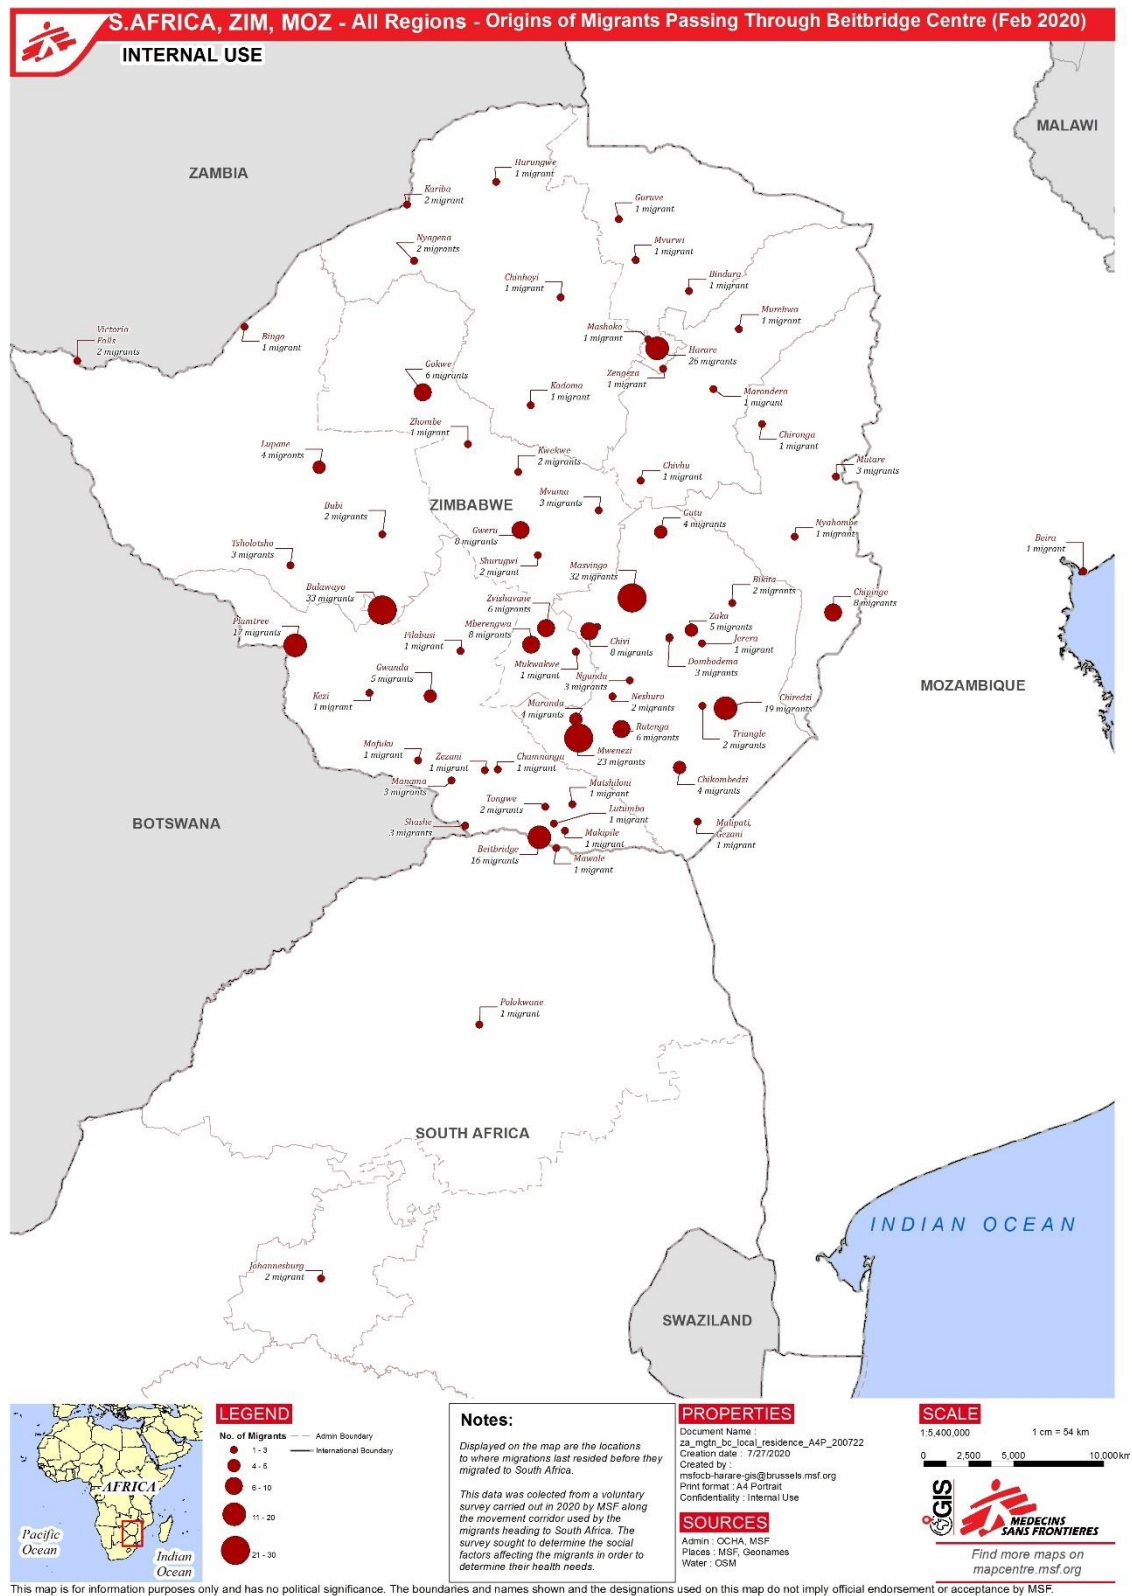 S.AFRICA, ZIM, MOZ - All Regions - Origins of Migrants Passing Through Beitbridge Centre (Feb 2020)
INTERNAL USE
MALAWI
ZAMBIA
Hurungwe
1 migrant
Kariba
2 migrant
Guruve
1 migrant
Nyagena
2 migrants
Mvurwi
1 migrant
Chinhoyi
1 migrant
Bindura
1 migrant
Murehwa
1 migrant
Victoria
Falls
2 migrants
Bingo
1 migrant
Mashoko
1 migrant
Harare
26 migrants
Zengeza
1 migrant
Gokwe
6 migrants
Kadoma
1 migrant
Marondera
1 migrant
Zhombe
1 migrant
Chironga
1 migrant
Lupane
4 migrants
Kwekwe
2 migrants
Chivhu
1 migrant
Mutare
3 migrants
Mvuma
3 migrants
ZIMBABWE
Bubi
2 migrants
Gutu
4 migrants
Gweru
8 migrants
Nyahombe
1 migrant
Beira
1 migrant
Tsholotsho
3 migrants
Shurugwi
2 migrant
Masvingo
32 migrants
Bikita
2 migrants
Chipinge
8 migrants
Bulawayo
33 migrants
Zvishavane
6 migrants
Zaka
5 migrants
Plumtree
17 migrants
Mberengwa
8 migrants
Filabusi
1 migrant
Chivi
8 migrants
Jerera
1 migrant
Mukwakwe
1 migrant
Dombodema
3 migrants
Gwanda
5 migrants
Ngundu
3 migrants
MOZAMBIQUE
Kezi
1 migrant
Neshuro
2 migrants
Chiredzi
19 migrants
Maranda
4 migrants
Rutenga
6 migrants
Triangle
2 migrants
Mwenezi
23 migrants
Mafuku
1 migrant
Zezani
1 migrant
Chamnanga
1 migrant
Mangma
3 migrants
Matshiloni
1 migrant
Chikombedzi
4 migrants
Tongwe
2 migrants
Lutumba
1 migrant
BOTSWANA
Shashe
3 migrants
Makipile
1 migrant
Malipati,
Gezani
1 migrant
Beitbridge
16 migrants
Mawale
1 migrant
Polokwane
1 migrant
SOUTH AFRICA
INDIAN OCEAN
Johannesburg
2 migrant
SWAZILAND
AFRICA
Pacific
Ocean
Indian
Ocean
LEGEND
No. of Migrants
1 - 3
4 - 5
6 - 10
11 - 20
21 - 30
Admin Boundary
International Boundary
Notes:
Displayed on the map are the locations
to where migrations last resided before they
migrated to South Africa.
This data was colected from a voluntary
survey carried out in 2020 by MSF along
the movement corridor used by the
migrants heading to South Africa. The
survey sought to determine the social
factors affecting the migrants in order to
determine their health needs.
PROPERTIES
Document Name :
za_mgtn_bc_local_residence_A4P_200722
Creation date : 7/27/2020
Created by :
msfocb-harare-gis@brussels.msf.org
Print format : A4 Portrait
Confidentiality : Internal Use
SOURCES
Admin : OCHA, MSF
Places : MSF, Geonames
Water : OSM
SCALE
1:5,400,000 1 cm = 54 km
0 2,500 5,000 10,000km
GIS
MEDECINS
SANS FRONTIERES
Find more maps on
mapcentre.msf.org
This map is for information purposes only and has no political significance. The boundaries and names shown and the designations used on this map do not imply official endorsement or acceptance by MSF.